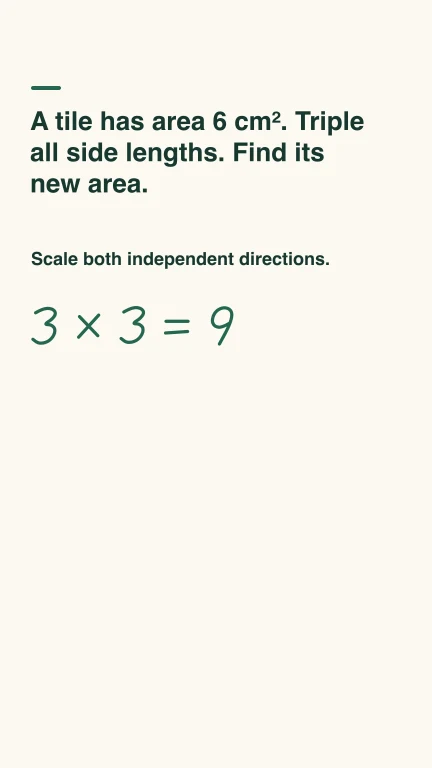 A tile has area 6 cm². Triple
all side lengths. Find its
new area.
Scale both independent directions.
3 × 3 = 9